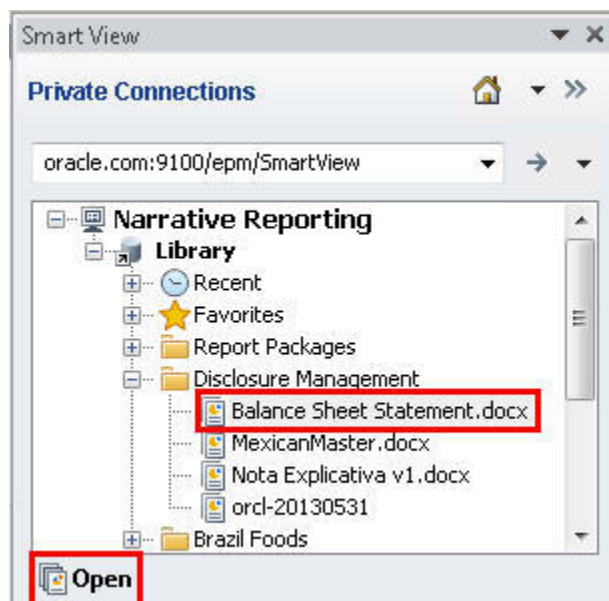 Smart View
Private Connections
oracle.com:9100/epm/SmartView
Narrative Reporting
Library
Recent
Favorites
Report Packages
Disclosure Management
Balance Sheet Statement.docx
MexicanMaster.docx
Nota Explicativa v1.docx
orcl-20130531
Brazil Foods
Open